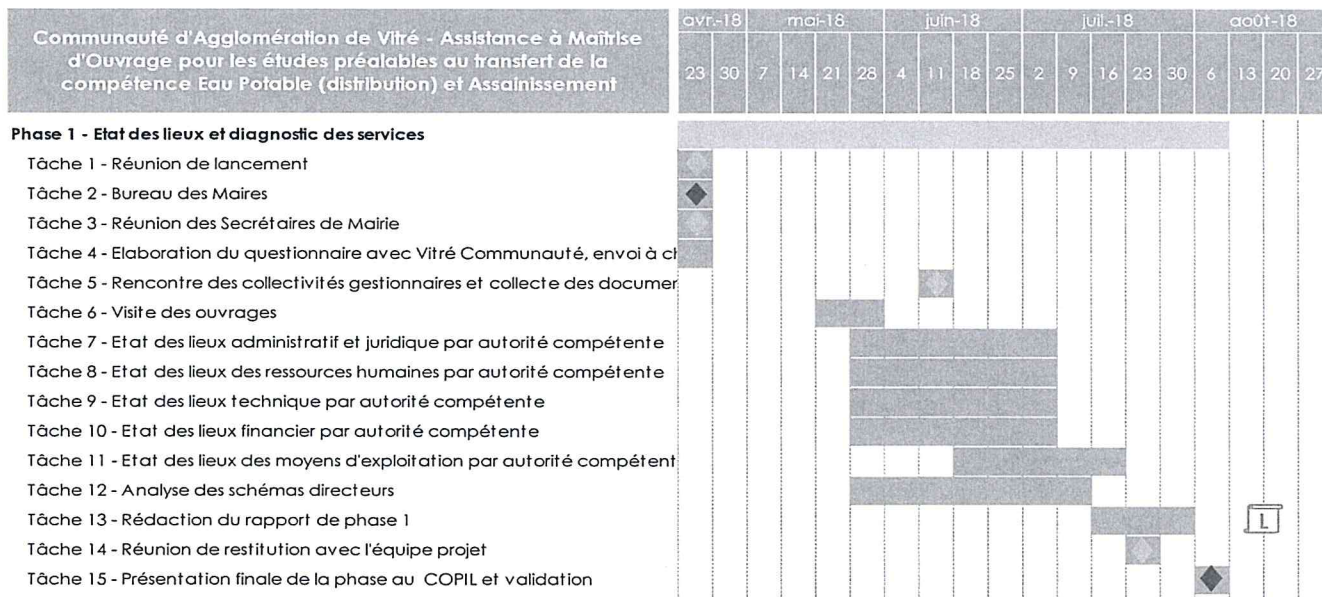 Communauté d'Agglomération de Vitré - Assistance à Maîtrise
d'Ouvrage pour les études préalables au transfert de la
compétence Eau Potable (distribution) et Assainissement
avr.-18 mai-18 juin-18 juil.-18 août-18
23 30 7 14 21 28 4 11 18 25 2 9 16 23 30 6 13 20 27
Phase 1 - Etat des lieux et diagnostic des services
Tâche 1 - Réunion de lancement
Tâche 2 - Bureau des Maires
Tâche 3 - Réunion des Secrétaires de Mairie
Tâche 4 - Elaboration du questionnaire avec Vitré Communauté, envoi à ch
Tâche 5 - Rencontre des collectivités gestionnaires et collecte des documen
Tâche 6 - Visite des ouvrages
Tâche 7 - Etat des lieux administratif et juridique par autorité compétente
Tâche 8 - Etat des lieux des ressources humaines par autorité compétente
Tâche 9 - Etat des lieux technique par autorité compétente
Tâche 10 - Etat des lieux financier par autorité compétente
Tâche 11 - Etat des lieux des moyens d'exploitation par autorité compétent
Tâche 12 - Analyse des schémas directeurs
Tâche 13 - Rédaction du rapport de phase 1
L
Tâche 14 - Réunion de restitution avec l'équipe projet
Tâche 15 - Présentation finale de la phase au COPIL et validation